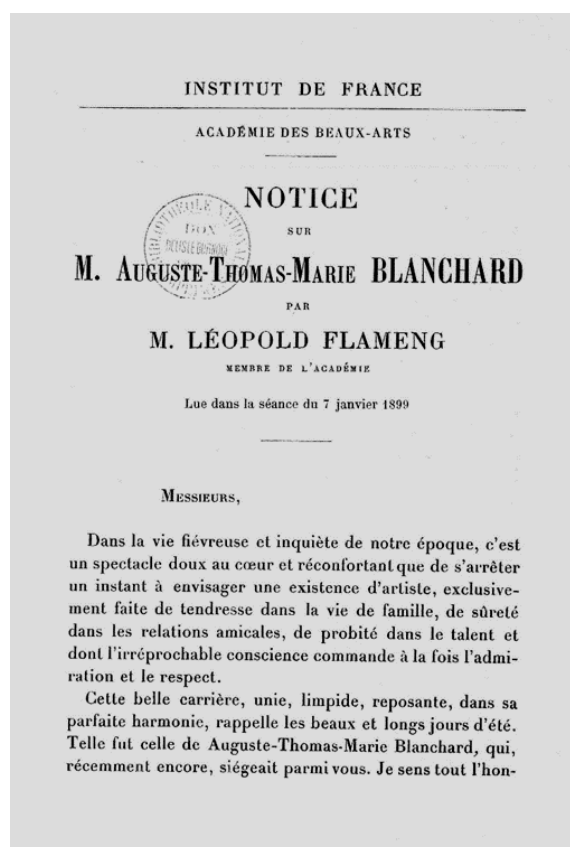 INSTITUT DE FRANCE
ACADÉMIE DES BEAUX-ARTS
NOTICE
SUR
M. AUGUSTE-THOMAS-MARIE BLANCHARD
PAR
M. LÉOPOLD FLAMENG
MEMBRE DE L'ACADÉMIE
Lue dans la séance du 7 janvier 1899
MESSIEURS,
Dans la vie fiévreuse et inquiète de notre époque, c'est
un spectacle doux au cœur et réconfortant que de s'arrêter
un instant à envisager une existence d'artiste, exclusive-
ment faite de tendresse dans la vie de famille, de sûreté
dans les relations amicales, de probité dans le talent et
dont l'irréprochable conscience commande à la fois l'admi-
ration et le respect.
Cette belle carrière, unie, limpide, reposante, dans sa
parfaite harmonie, rappelle les beaux et longs jours d'été.
Telle fut celle de Auguste-Thomas-Marie Blanchard, qui,
récemment encore, siégeait parmi vous. Je sens tout l'hon-